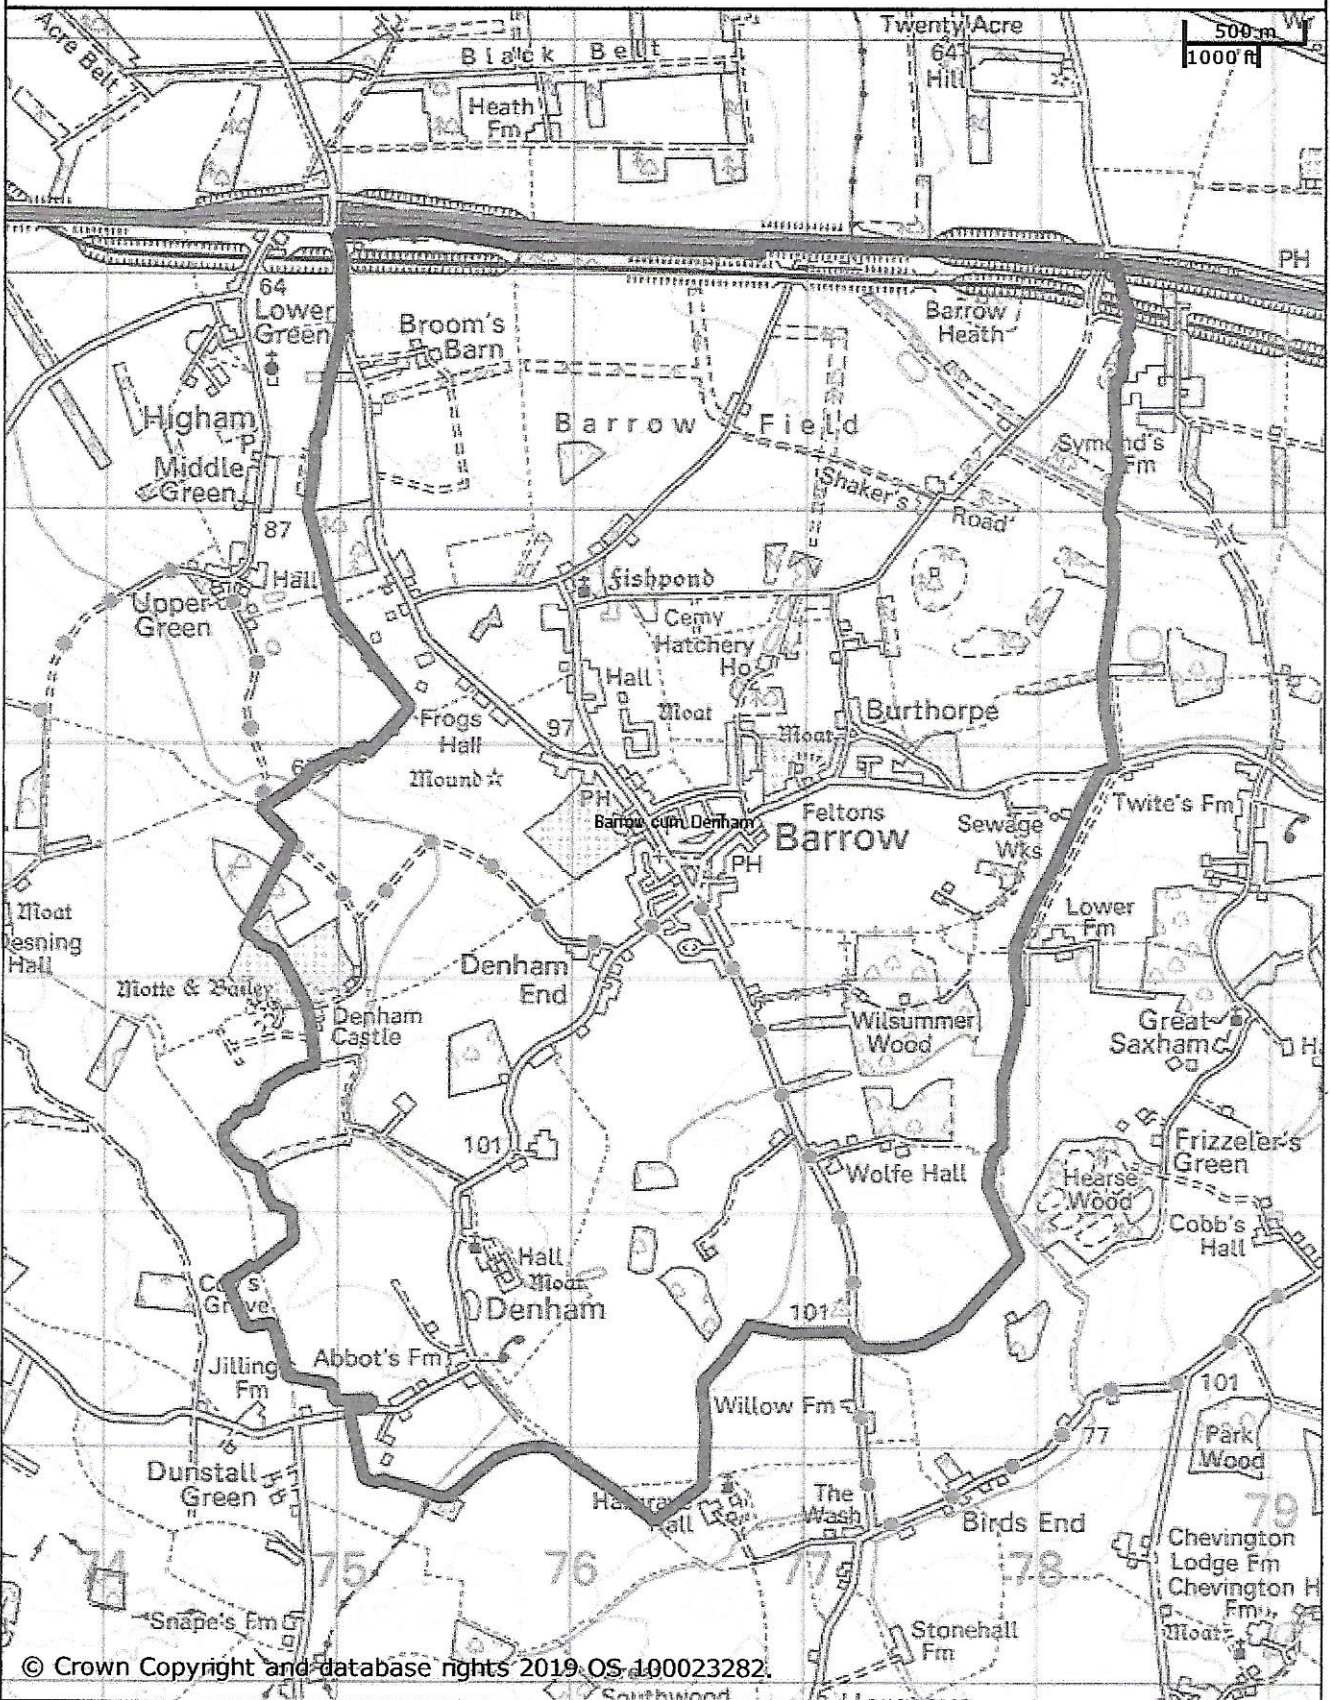 Acre Belt
Black Belt
Twenty Acre
64
Hill
500 m
1000 ft
Heath
Fm
PH
64
Lower
Green
Broom's
Barn
Barrow
Heath
Higham
P
Middle
Green
Barrow Field
Symond's
Fm
Shaker's
Road
87
Hall
Fishpond
Upper
Green
Cemy
Hatchery
Ho
Hall
Moat
Burthorpe
Frogs
Hall
97
Moat
Mound
PH
Barrow cum Denham
Feltons
Barrow
Twite's Fm
Sewage
Wks
PH
Moat
Desning
Hall
Lower
Fm
Denham
End
Motte & Bailey
Denham
Castle
Wilsummer
Wood
Great
Saxham
101
Wolfe Hall
Frizzeler's
Green
Hearse
Wood
Cobb's
Hall
Hall
Moat
Denham
101
Jilling
Fm
Abbot's Fm
Willow Fm
101
77
Park
Wood
Dunstall
Green
Hargrave
Hall
The
Wash
Birds End
79
74
75
76
77
78
Chevington
Lodge Fm
Chevington H
Fm
Moat
Snape's Fm
Stonehall
Fm
© Crown Copyright and database rights 2019 OS 100023282.
Southwood